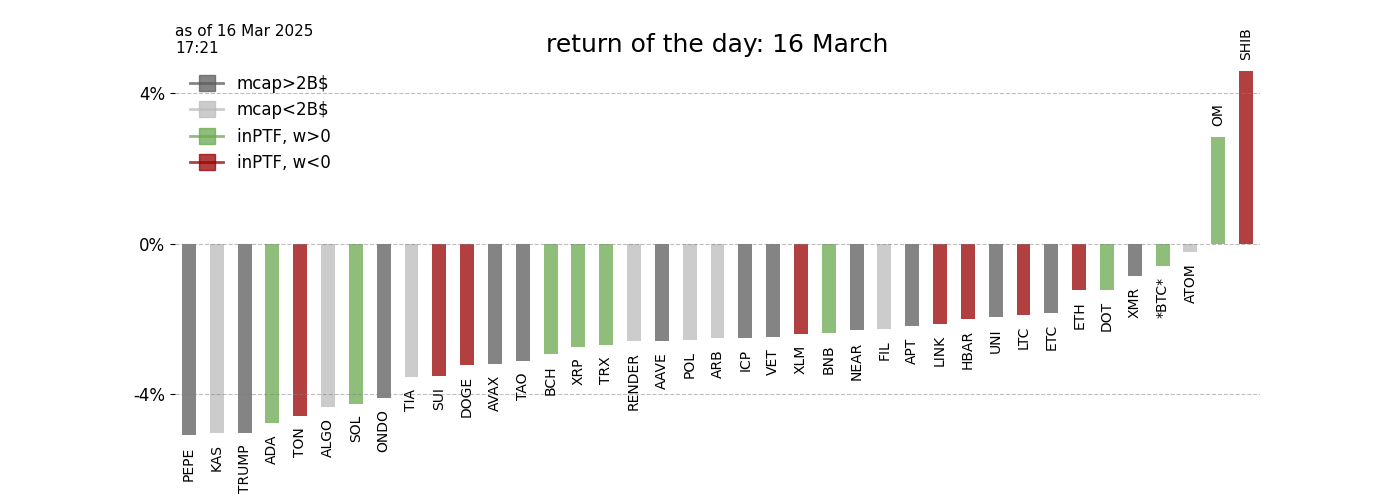 as of 16 Mar 2025
17:21
return of the day: 16 March
mcap>2B$
mcap<2B$
inPTF, w>0
inPTF, w<0
4%
0%
-4%
PEPE
KAS
TRUMP
ADA
TON
ALGO
SOL
ONDO
TIA
SUI
DOGE
AVAX
TAO
BCH
XRP
TRX
RENDER
AAVE
POL
ARB
ICP
VET
XLM
BNB
NEAR
FIL
APT
LINK
HBAR
UNI
LTC
ETC
ETH
DOT
XMR
*BTC*
ATOM
OM
SHIB